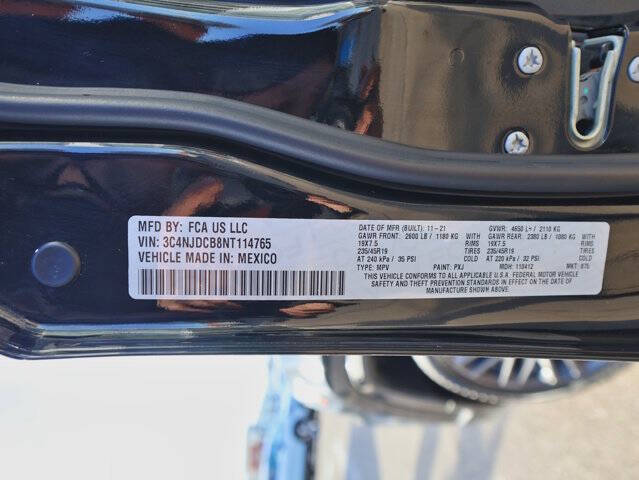 MFD BY: FCA US LLC
VIN: 3C4NJDCB8NT114765
VEHICLE MADE IN: MEXICO
DATE OF MFR (BUILT): 11-21 GVWR: 4650 LB / 2110 KG
GAWR FRONT: 2600 LB / 1180 KG GAWR REAR: 2380 LB / 1080 KG
19X7.5 RIMS 19X7.5 RIMS
235/45R19 TIRES 235/45R19 TIRES
AT 240 kPa / 35 PSI COLD AT 220 kPa / 32 PSI COLD
TYPE: MPV PAINT: PXJ MDH: 118412 MKT: 875
THIS VEHICLE CONFORMS TO ALL APPLICABLE U.S.A. FEDERAL MOTOR VEHICLE
SAFETY AND THEFT PREVENTION STANDARDS IN EFFECT ON THE DATE OF
MANUFACTURE SHOWN ABOVE.